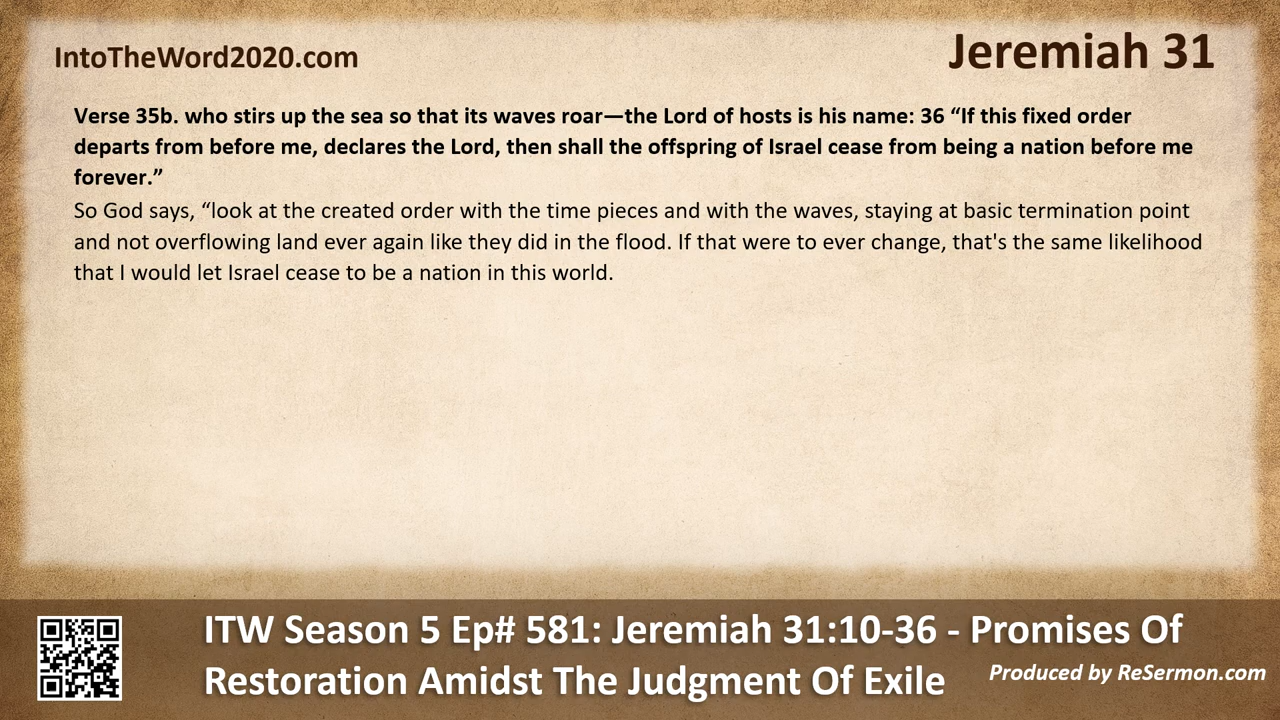 IntoTheWord2020.com
Jeremiah 31
Verse 35b. who stirs up the sea so that its waves roar—the Lord of hosts is his name: 36 “If this fixed order
departs from before me, declares the Lord, then shall the offspring of Israel cease from being a nation before me
forever.”
So God says, “look at the created order with the time pieces and with the waves, staying at basic termination point
and not overflowing land ever again like they did in the flood. If that were to ever change, that's the same likelihood
that I would let Israel cease to be a nation in this world.
ITW Season 5 Ep# 581: Jeremiah 31:10-36 - Promises Of
Restoration Amidst The Judgment Of Exile
Produced by ReSermon.com